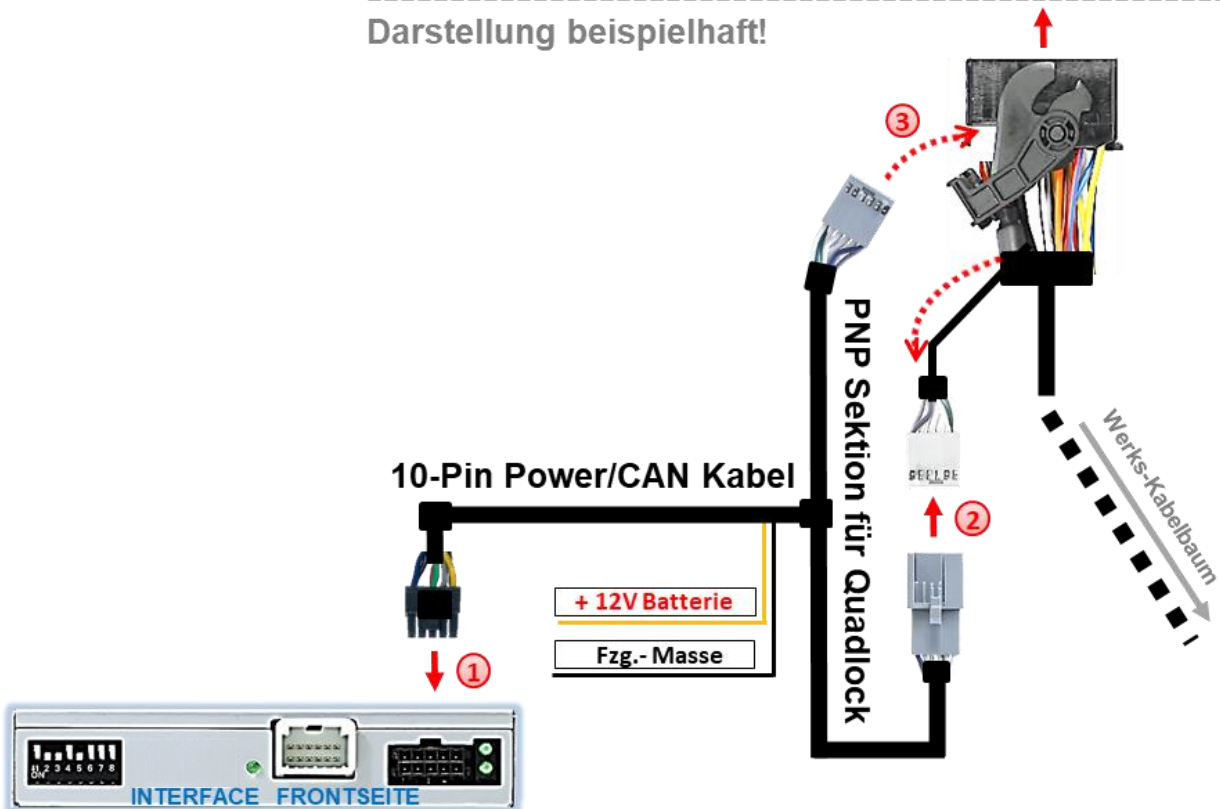 Darstellung beispielhaft!
3
PNP Sektion für Quadlock
Werks-Kabelbaum
10-Pin Power/CAN Kabel
2
+ 12V Batterie
Fzg.- Masse
1
1 2 3 4 5 6 7 8
ON
INTERFACE FRONTSEITE